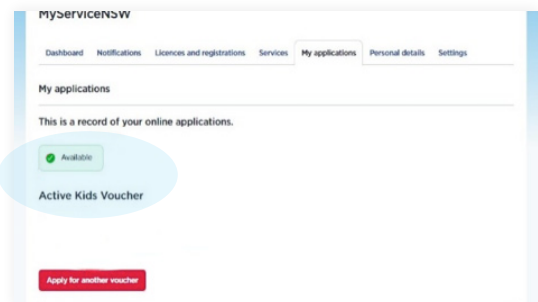 MyServiceNSW
Dashboard Notifications Licences and registrations Services My applications Personal details Settings
My applications
This is a record of your online applications.
Available
Active Kids Voucher
Apply for another voucher